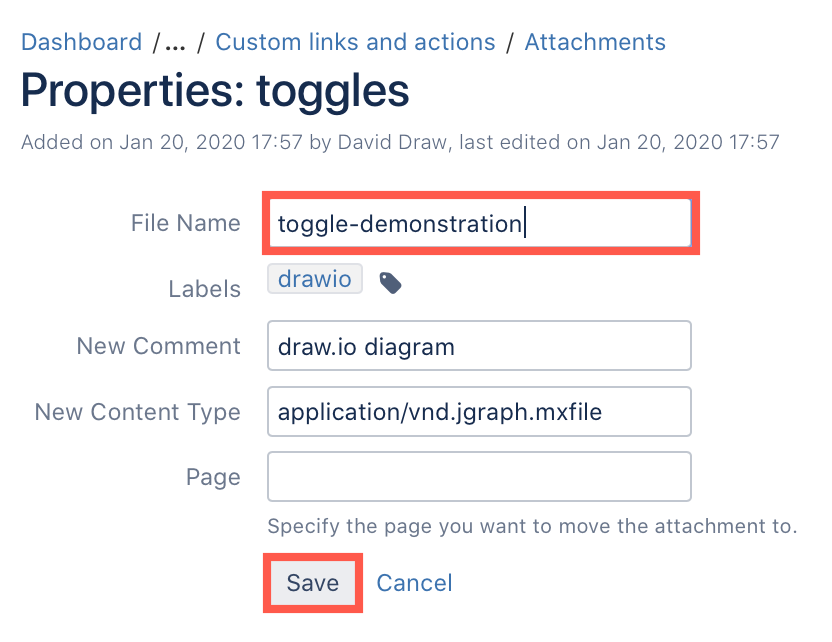 Dashboard / ... / Custom links and actions / Attachments
Properties: toggles
Added on Jan 20, 2020 17:57 by David Draw, last edited on Jan 20, 2020 17:57
File Name toggle-demonstration
Labels drawio
New Comment draw.io diagram
New Content Type application/vnd.jgraph.mxfile
Page
Specify the page you want to move the attachment to.
Save Cancel